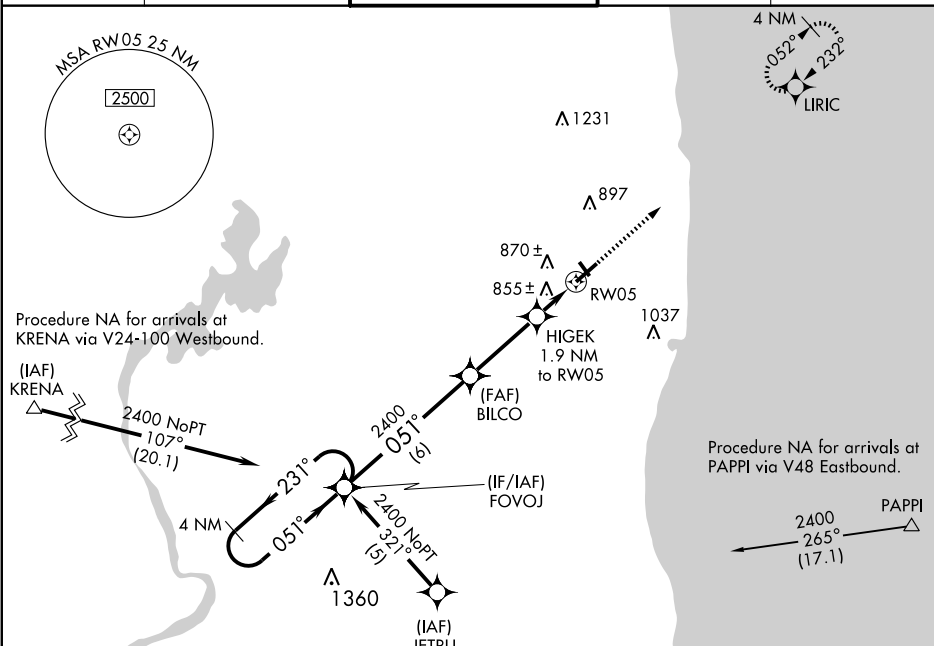 MSA RW05 25 NM
2500
4 NM
052°
232°
LIRIC
1231
897
870 ±
855 ±
RW05
1037
HIGEK
1.9 NM
to RW05
Procedure NA for arrivals at
KRENA via V24-100 Westbound.
(IAF)
KRENA
2400 NoPT
107°
(20.1)
(FAF)
BILCO
2400
051°
(6)
Procedure NA for arrivals at
PAPPI via V48 Eastbound.
PAPPI
2400
265°
(17.1)
231°
4 NM
051°
(IF/IAF)
FOVOJ
2400 NoPT
321°
(5)
1360
(IAF)